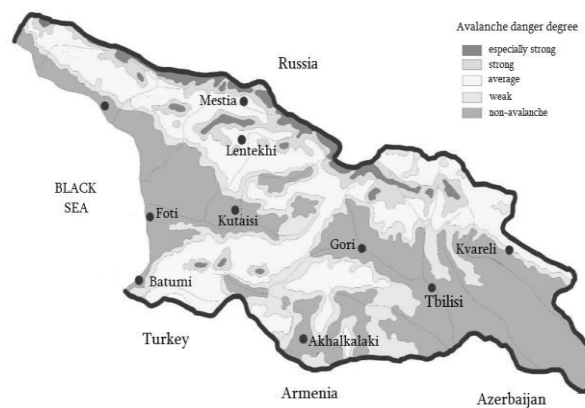 Avalanche danger degree
especially strong
strong
average
weak
non-avalanche
Russia
Mestia
Lentekhi
BLACK
SEA
Foti
Kutaisi
Gori
Kvareli
Batumi
Tbilisi
Turkey
Akhalkalaki
Armenia
Azerbaijan